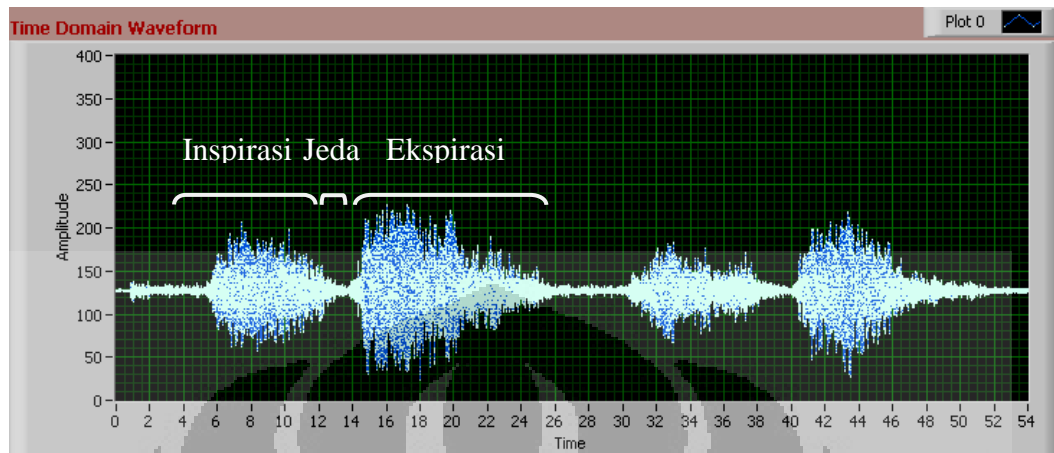 Time Domain Waveform
Plot 0
Inspirasi Jeda Ekspirasi
Amplitude
400
350
300
250
200
150
100
50
0
0 2 4 6 8 10 12 14 16 18 20 22 24 26 28 30 32 34 36 38 40 42 44 46 48 50 52 54
Time